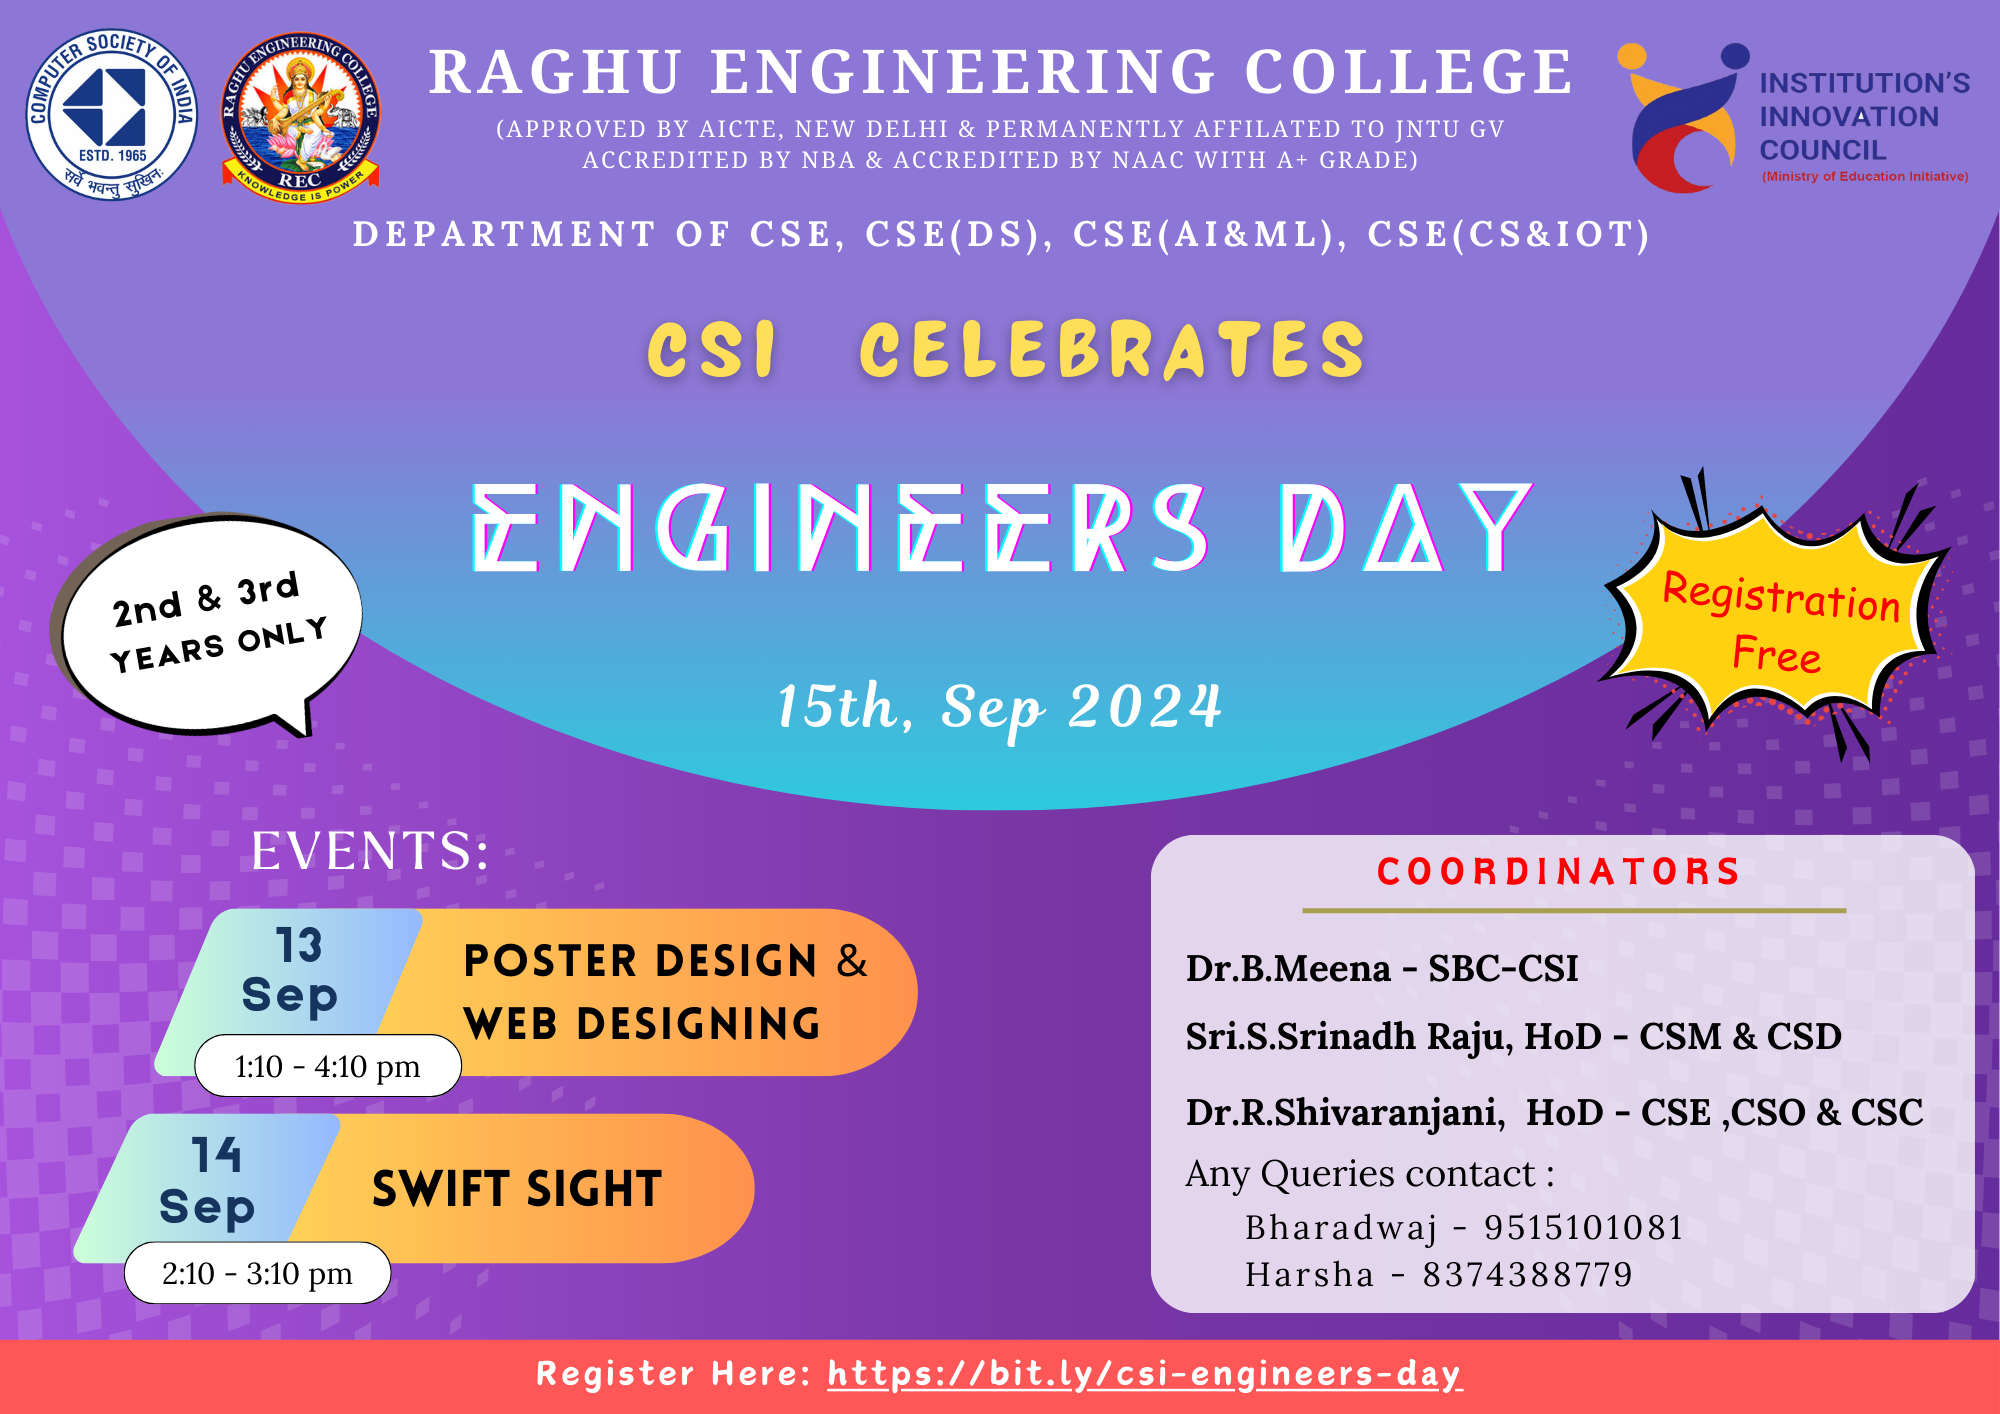 COMPUTER SOCIETY OF INDIA
ESTD. 1965
सर्वे भवन्तु सुखिनः
RAGHU ENGINEERING COLLEGE
REC
KNOWLEDGE IS POWER
RAGHU ENGINEERING COLLEGE
(APPROVED BY AICTE, NEW DELHI & PERMANENTLY AFFILATED TO JNTU GV
ACCREDITED BY NBA & ACCREDITED BY NAAC WITH A+ GRADE)
INSTITUTION'S
INNOVATION
COUNCIL
(Ministry of Education Initiative)
DEPARTMENT OF CSE, CSE(DS), CSE(AI&ML), CSE(CS&IOT)
CSI CELEBRATES
ENGINEERS DAY
2nd & 3rd
YEARS ONLY
Registration
Free
15th, Sep 2024
EVENTS:
13
Sep
1:10 - 4:10 pm
POSTER DESIGN &
WEB DESIGNING
14
Sep
2:10 - 3:10 pm
SWIFT SIGHT
COORDINATORS
Dr.B.Meena - SBC-CSI
Sri.S.Srinadh Raju, HoD - CSM & CSD
Dr.R.Shivaranjani, HoD - CSE ,CSO & CSC
Any Queries contact :
Bharadwaj - 9515101081
Harsha - 8374388779
Register Here: https://bit.ly/csi-engineers-day